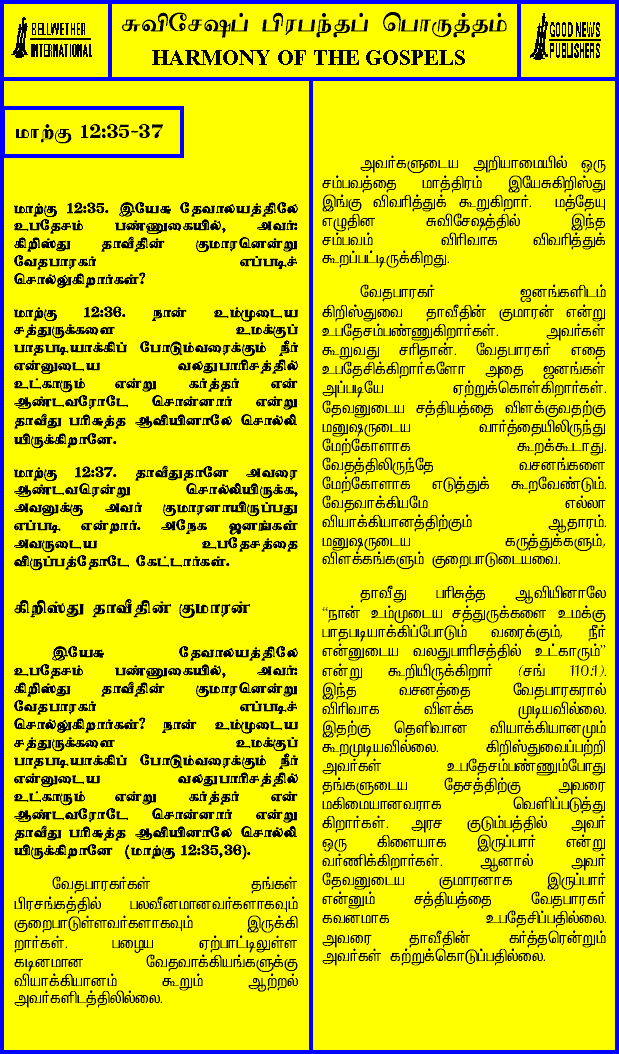 BELLWETHER
INTERNATIONAL
சுவிசேஷப் பிரபந்தப் பொருத்தம்
HARMONY OF THE GOSPELS
GOOD NEWS
PUBLISHERS
மாற்கு 12:35-37
மாற்கு 12:35. இயேசு தேவாலயத்திலே
உபதேசம் பண்ணுகையில், அவர்:
கிறிஸ்து தாவீதின் குமாரனென்று
வேதபாரகர் எப்படிச்
சொல்லுகிறார்கள்?
மாற்கு 12:36. நான் உம்முடைய
சத்துருக்களை உமக்குப்
பாதபடியாக்கிப் போடும்வரைக்கும் நீர்
என்னுடைய வலதுபாரிசத்தில்
உட்காரும் என்று கர்த்தர் என்
ஆண்டவரோடே சொன்னார் என்று
தாவீது பரிசுத்த ஆவியினாலே சொல்லி
யிருக்கிறானே.
மாற்கு 12:37. தாவீதுதானே அவரை
ஆண்டவரென்று சொல்லியிருக்க,
அவனுக்கு அவர் குமாரனாயிருப்பது
எப்படி என்றார். அநேக ஜனங்கள்
அவருடைய உபதேசத்தை
விருப்பத்தோடே கேட்டார்கள்.
கிறிஸ்து தாவீதின் குமாரன்
இயேசு தேவாலயத்திலே
உபதேசம் பண்ணுகையில், அவர்:
கிறிஸ்து தாவீதின் குமாரனென்று
வேதபாரகர் எப்படிச்
சொல்லுகிறார்கள்? நான் உம்முடைய
சத்துருக்களை உமக்குப்
பாதபடியாக்கிப் போடும்வரைக்கும் நீர்
என்னுடைய வலதுபாரிசத்தில்
உட்காரும் என்று கர்த்தர் என்
ஆண்டவரோடே சொன்னார் என்று
தாவீது பரிசுத்த ஆவியினாலே சொல்லி
யிருக்கிறானே (மாற்கு 12:35,36).
வேதபாரகர்கள் தங்கள்
பிரசங்கத்தில் பலவீனமானவர்களாகவும்
குறைபாடுள்ளவர்களாகவும் இருக்கி
றார்கள். பழைய ஏற்பாட்டிலுள்ள
கடினமான வேதவாக்கியங்களுக்கு
வியாக்கியானம் கூறும் ஆற்றல்
அவர்களிடத்திலில்லை.
அவர்களுடைய அறியாமையில் ஒரு
சம்பவத்தை மாத்திரம் இயேசுகிறிஸ்து
இங்கு விவரித்துக் கூறுகிறார். மத்தேயு
எழுதின சுவிசேஷத்தில் இந்த
சம்பவம் விரிவாக விவரித்துக்
கூறப்பட்டிருக்கிறது.
வேதபாரகர் ஜனங்களிடம்
கிறிஸ்துவை தாவீதின் குமாரன் என்று
உபதேசம்பண்ணுகிறார்கள். அவர்கள்
கூறுவது சரிதான். வேதபாரகர் எதை
உபதேசிக்கிறார்களோ அதை ஜனங்கள்
அப்படியே ஏற்றுக்கொள்கிறார்கள்.
தேவனுடைய சத்தியத்தை விளக்குவதற்கு
மனுஷருடைய வார்த்தையிலிருந்து
மேற்கோளாக கூறக்கூடாது.
வேதத்திலிருந்தே வசனங்களை
மேற்கோளாக எடுத்துக் கூறவேண்டும்.
வேதவாக்கியமே எல்லா
வியாக்கியானத்திற்கும் ஆதாரம்.
மனுஷருடைய கருத்துக்களும்,
விளக்கங்களும் குறைபாடுடையவை.
தாவீது பரிசுத்த ஆவியினாலே
“நான் உம்முடைய சத்துருக்களை உமக்கு
பாதபடியாக்கிப்போடும் வரைக்கும், நீர்
என்னுடைய வலதுபாரிசத்தில் உட்காரும்”
என்று கூறியிருக்கிறார் (சங் 110:1).
இந்த வசனத்தை வேதபாரகரால்
விரிவாக விளக்க முடியவில்லை.
இதற்கு தெளிவான வியாக்கியானமும்
கூறமுடியவில்லை. கிறிஸ்துவைப்பற்றி
அவர்கள் உபதேசம்பண்ணும்போது
தங்களுடைய தேசத்திற்கு அவரை
மகிமையானவராக வெளிப்படுத்து
கிறார்கள். அரச குடும்பத்தில் அவர்
ஒரு கிளையாக இருப்பார் என்று
வர்ணிக்கிறார்கள். ஆனால் அவர்
தேவனுடைய குமாரனாக இருப்பார்
என்னும் சத்தியத்தை வேதபாரகர்
கவனமாக உபதேசிப்பதில்லை.
அவரை தாவீதின் கர்த்தரென்றும்
அவர்கள் கற்றுக்கொடுப்பதில்லை.